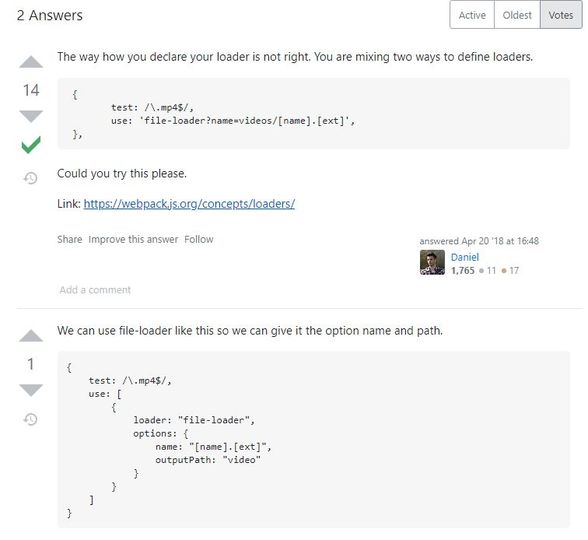 2 Answers
Active Oldest Votes
The way how you declare your loader is not right. You are mixing two ways to define loaders.
14
{
test: /\.mp4$/,
use: 'file-loader?name=videos/[name].[ext]',
},
Could you try this please.
Link: https://webpack.js.org/concepts/loaders/
Share Improve this answer Follow
answered Apr 20 '18 at 16:48
Daniel
1,765 11 17
Add a comment
We can use file-loader like this so we can give it the option name and path.
1
{
test: /\.mp4$/,
use: [
{
loader: "file-loader",
options: {
name: "[name].[ext]",
outputPath: "video"
}
}
]
}